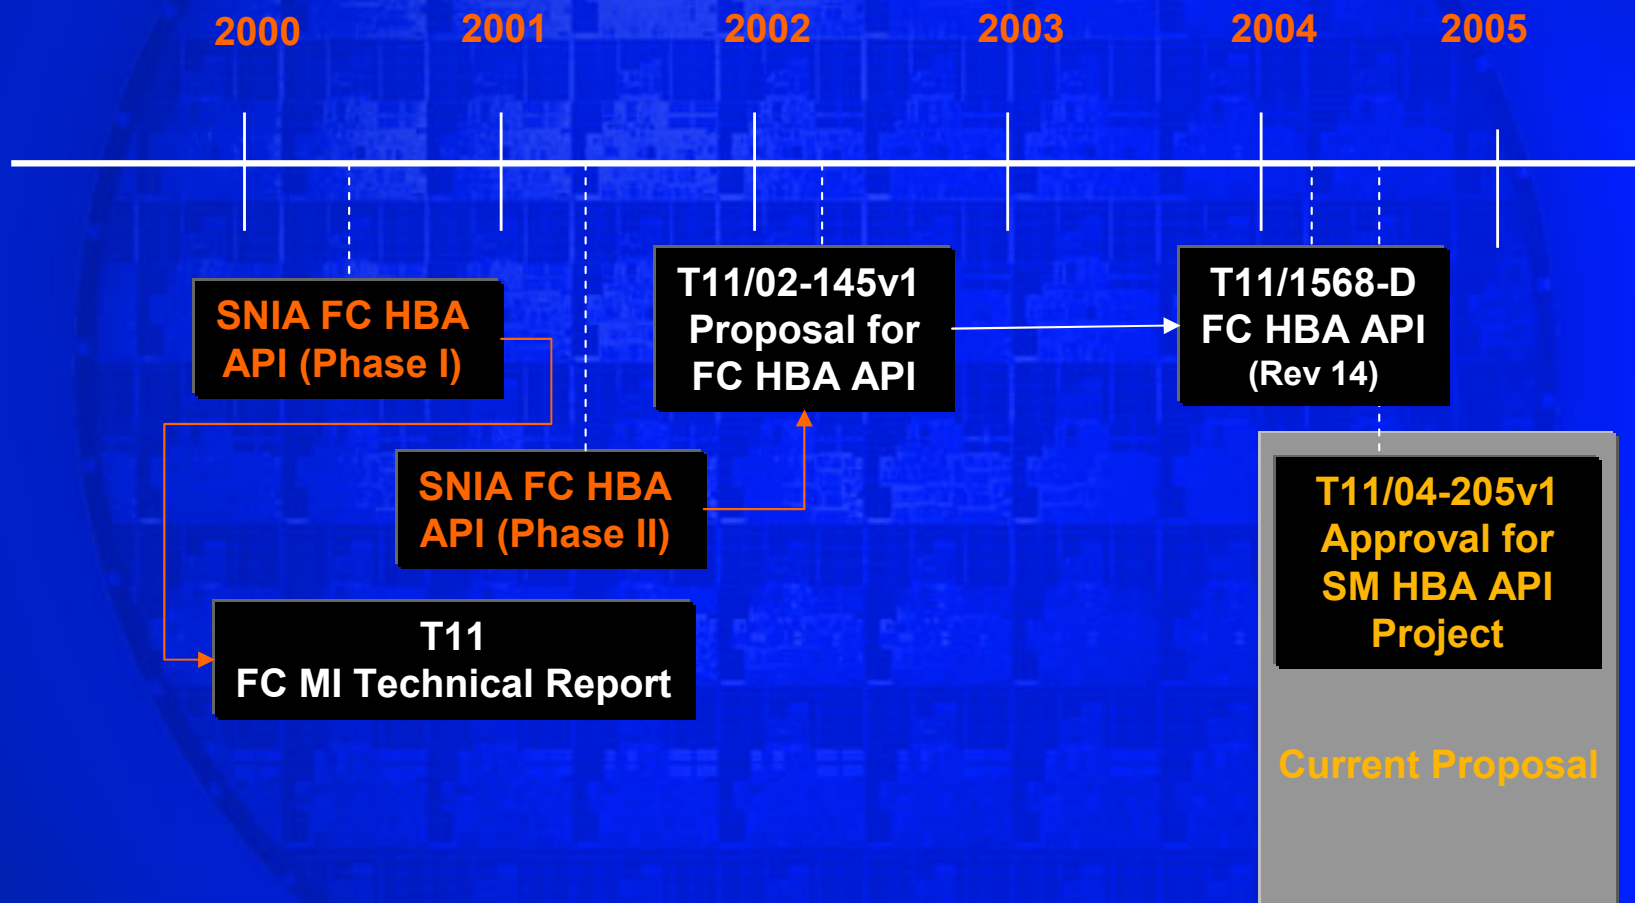 2000
2001
2002
2003
2004
2005
SNIA FC HBA
API (Phase I)
T11/02-145v1
Proposal for
FC HBA API
T11/1568-D
FC HBA API
(Rev 14)
SNIA FC HBA
API (Phase II)
T11/04-205v1
Approval for
SM HBA API
Project
T11
FC MI Technical Report
Current Proposal